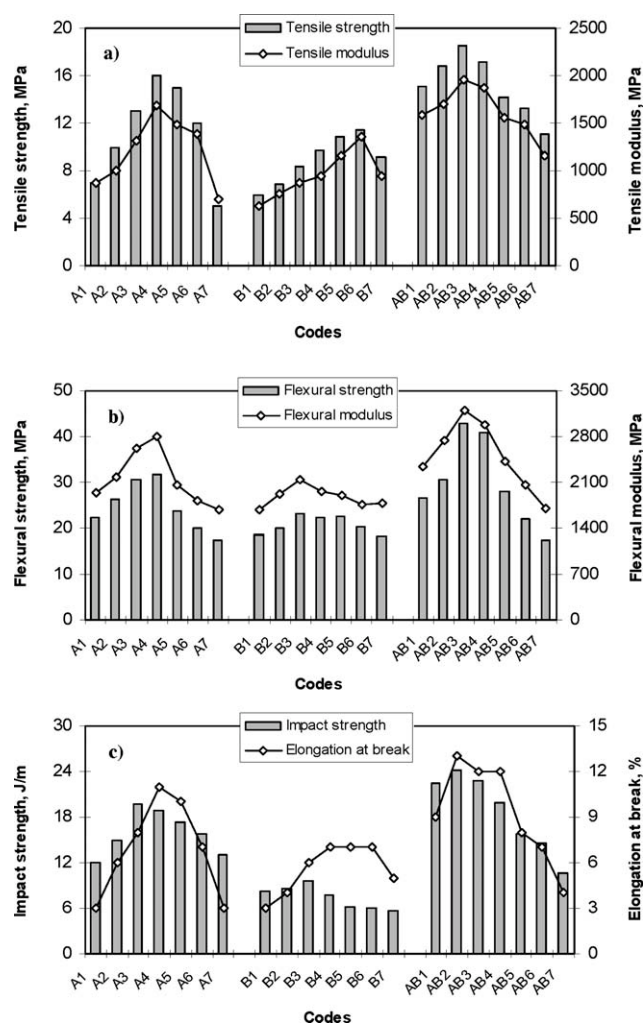 a)
Tensile strength
Tensile modulus
Tensile strength, MPa
20
16
12
8
4
0
Tensile modulus, MPa
2500
2000
1500
1000
500
0
A1 A2 A3 A4 A5 A6 A7 B1 B2 B3 B4 B5 B6 B7 AB1 AB2 AB3 AB4 AB5 AB6 AB7
Codes
b)
Flexural strength
Flexural modulus
Flexural strength, MPa
50
40
30
20
10
0
Flexural modulus, MPa
3500
2800
2100
1400
700
0
A1 A2 A3 A4 A5 A6 A7 B1 B2 B3 B4 B5 B6 B7 AB1 AB2 AB3 AB4 AB5 AB6 AB7
Codes
c)
Impact strength
Elongation at break
Impact strength, J/m
30
24
18
12
6
0
Elongation at break, %
15
12
9
6
3
0
A1 A2 A3 A4 A5 A6 A7 B1 B2 B3 B4 B5 B6 B7 AB1 AB2 AB3 AB4 AB5 AB6 AB7
Codes